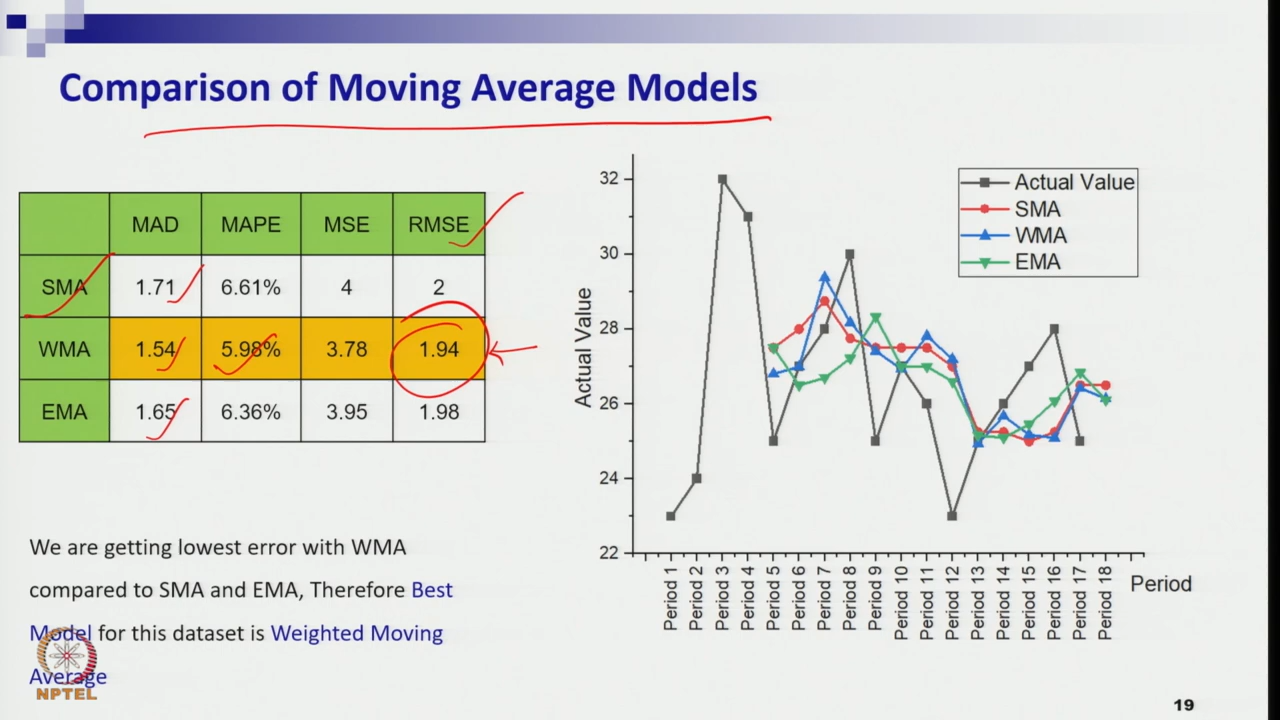 Comparison of Moving Average Models
MAD MAPE MSE RMSE
SMA 1.71 6.61% 4 2
WMA 1.54 5.98% 3.78 1.94
EMA 1.65 6.36% 3.95 1.98
We are getting lowest error with WMA
compared to SMA and EMA, Therefore Best
Model for this dataset is Weighted Moving
Average
NPTEL
Actual Value
SMA
WMA
EMA
Actual Value
32
30
28
26
24
22
Period 1
Period 2
Period 3
Period 4
Period 5
Period 6
Period 7
Period 8
Period 9
Period 10
Period 11
Period 12
Period 13
Period 14
Period 15
Period 16
Period 17
Period 18
Period
19